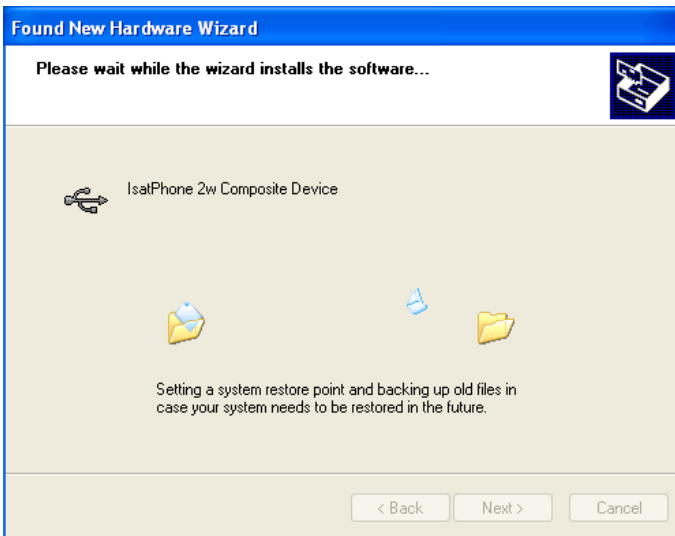 Found New Hardware Wizard
Please wait while the wizard installs the software...
IsatPhone 2w Composite Device
Setting a system restore point and backing up old files in
case your system needs to be restored in the future.
< Back
Next >
Cancel